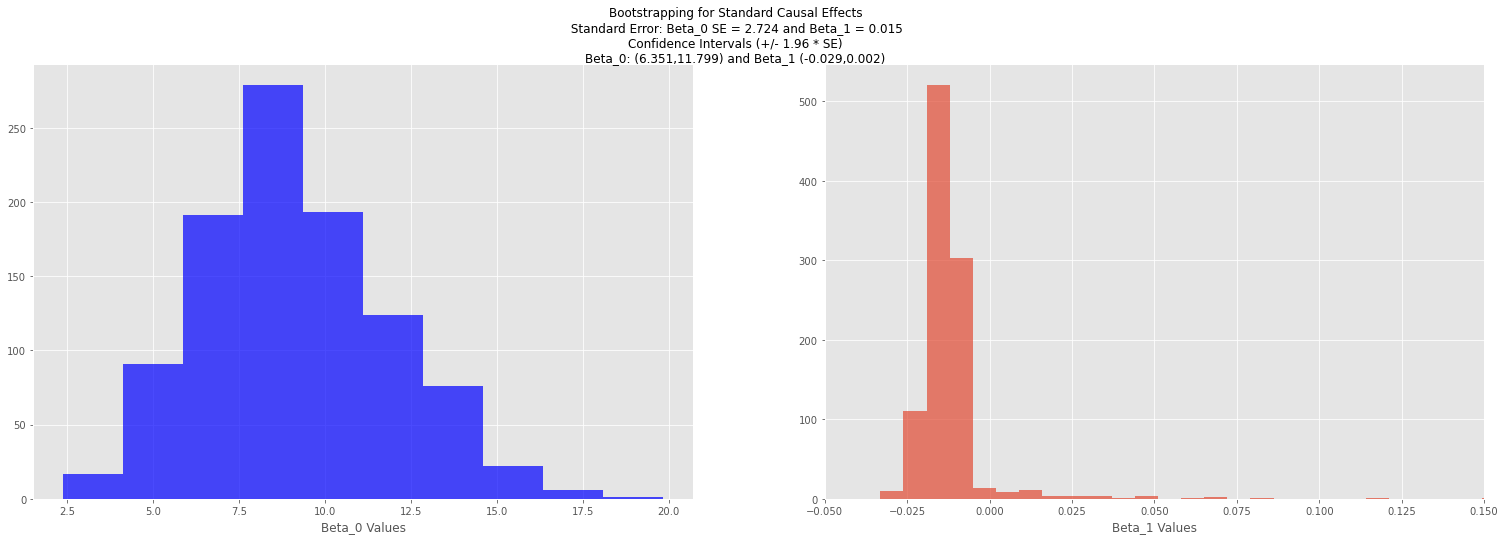 Bootstrapping for Standard Causal Effects
Standard Error: Beta_0 SE = 2.724 and Beta_1 = 0.015
Confidence Intervals (+/- 1.96 * SE)
Beta_0: (6.351,11.799) and Beta_1 (-0.029,0.002)
250
200
150
100
50
0
2.5 5.0 7.5 10.0 12.5 15.0 17.5 20.0
Beta_0 Values
500
400
300
200
100
0
−0.050 −0.025 0.000 0.025 0.050 0.075 0.100 0.125 0.150
Beta_1 Values